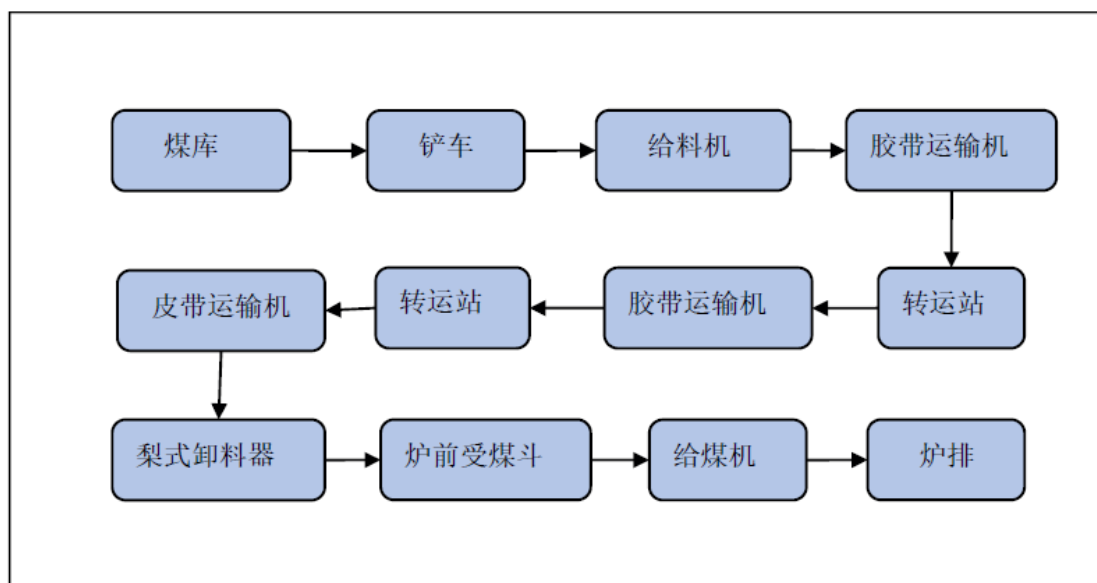 煤库
铲车
给料机
胶带运输机
转运站
胶带运输机
转运站
皮带运输机
梨式卸料器
炉前受煤斗
给煤机
炉排